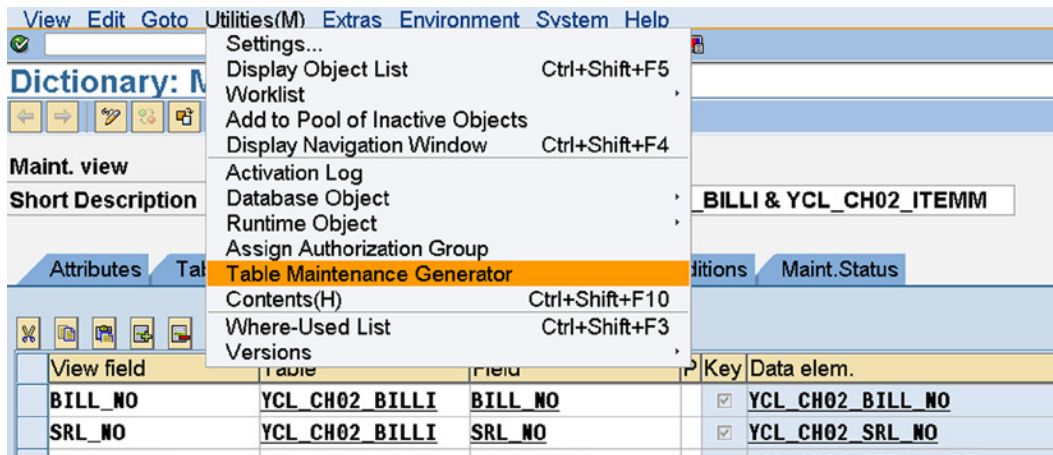 View Edit Goto Utilities(M) Extras Environment System Help
Settings...
Dictionary: M
Display Object List Ctrl+Shift+F5
Worklist
Add to Pool of Inactive Objects
Display Navigation Window Ctrl+Shift+F4
Maint. view
Activation Log
Short Description
Database Object
_BILLI & YCL_CH02_ITEMM
Runtime Object
Assign Authorization Group
Attributes
Table Maintenance Generator
Maint.Status
Contents(H) Ctrl+Shift+F10
Where-Used List Ctrl+Shift+F3
Versions
View field Table Field P Key Data elem.
BILL_NO YCL_CH02_BILLI BILL_NO YCL_CH02_BILL_NO
SRL_NO YCL_CH02_BILLI SRL_NO YCL_CH02_SRL_NO